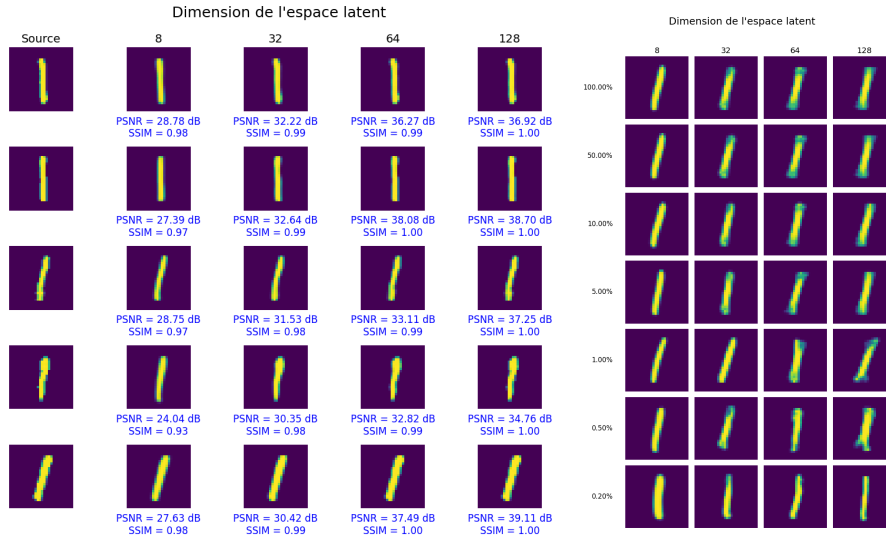 Dimension de l'espace latent
Source 8 32 64 128
PSNR = 28.78 dB PSNR = 32.22 dB PSNR = 36.27 dB PSNR = 36.92 dB
SSIM = 0.98 SSIM = 0.99 SSIM = 0.99 SSIM = 1.00
PSNR = 27.39 dB PSNR = 32.64 dB PSNR = 38.08 dB PSNR = 38.70 dB
SSIM = 0.97 SSIM = 0.99 SSIM = 1.00 SSIM = 1.00
PSNR = 28.75 dB PSNR = 31.53 dB PSNR = 33.11 dB PSNR = 37.25 dB
SSIM = 0.97 SSIM = 0.98 SSIM = 0.99 SSIM = 1.00
PSNR = 24.04 dB PSNR = 30.35 dB PSNR = 32.82 dB PSNR = 34.76 dB
SSIM = 0.93 SSIM = 0.98 SSIM = 0.99 SSIM = 1.00
PSNR = 27.63 dB PSNR = 30.42 dB PSNR = 37.49 dB PSNR = 39.11 dB
SSIM = 0.98 SSIM = 0.99 SSIM = 1.00 SSIM = 1.00
Dimension de l'espace latent
8 32 64 128
100.00%
50.00%
10.00%
5.00%
1.00%
0.50%
0.20%